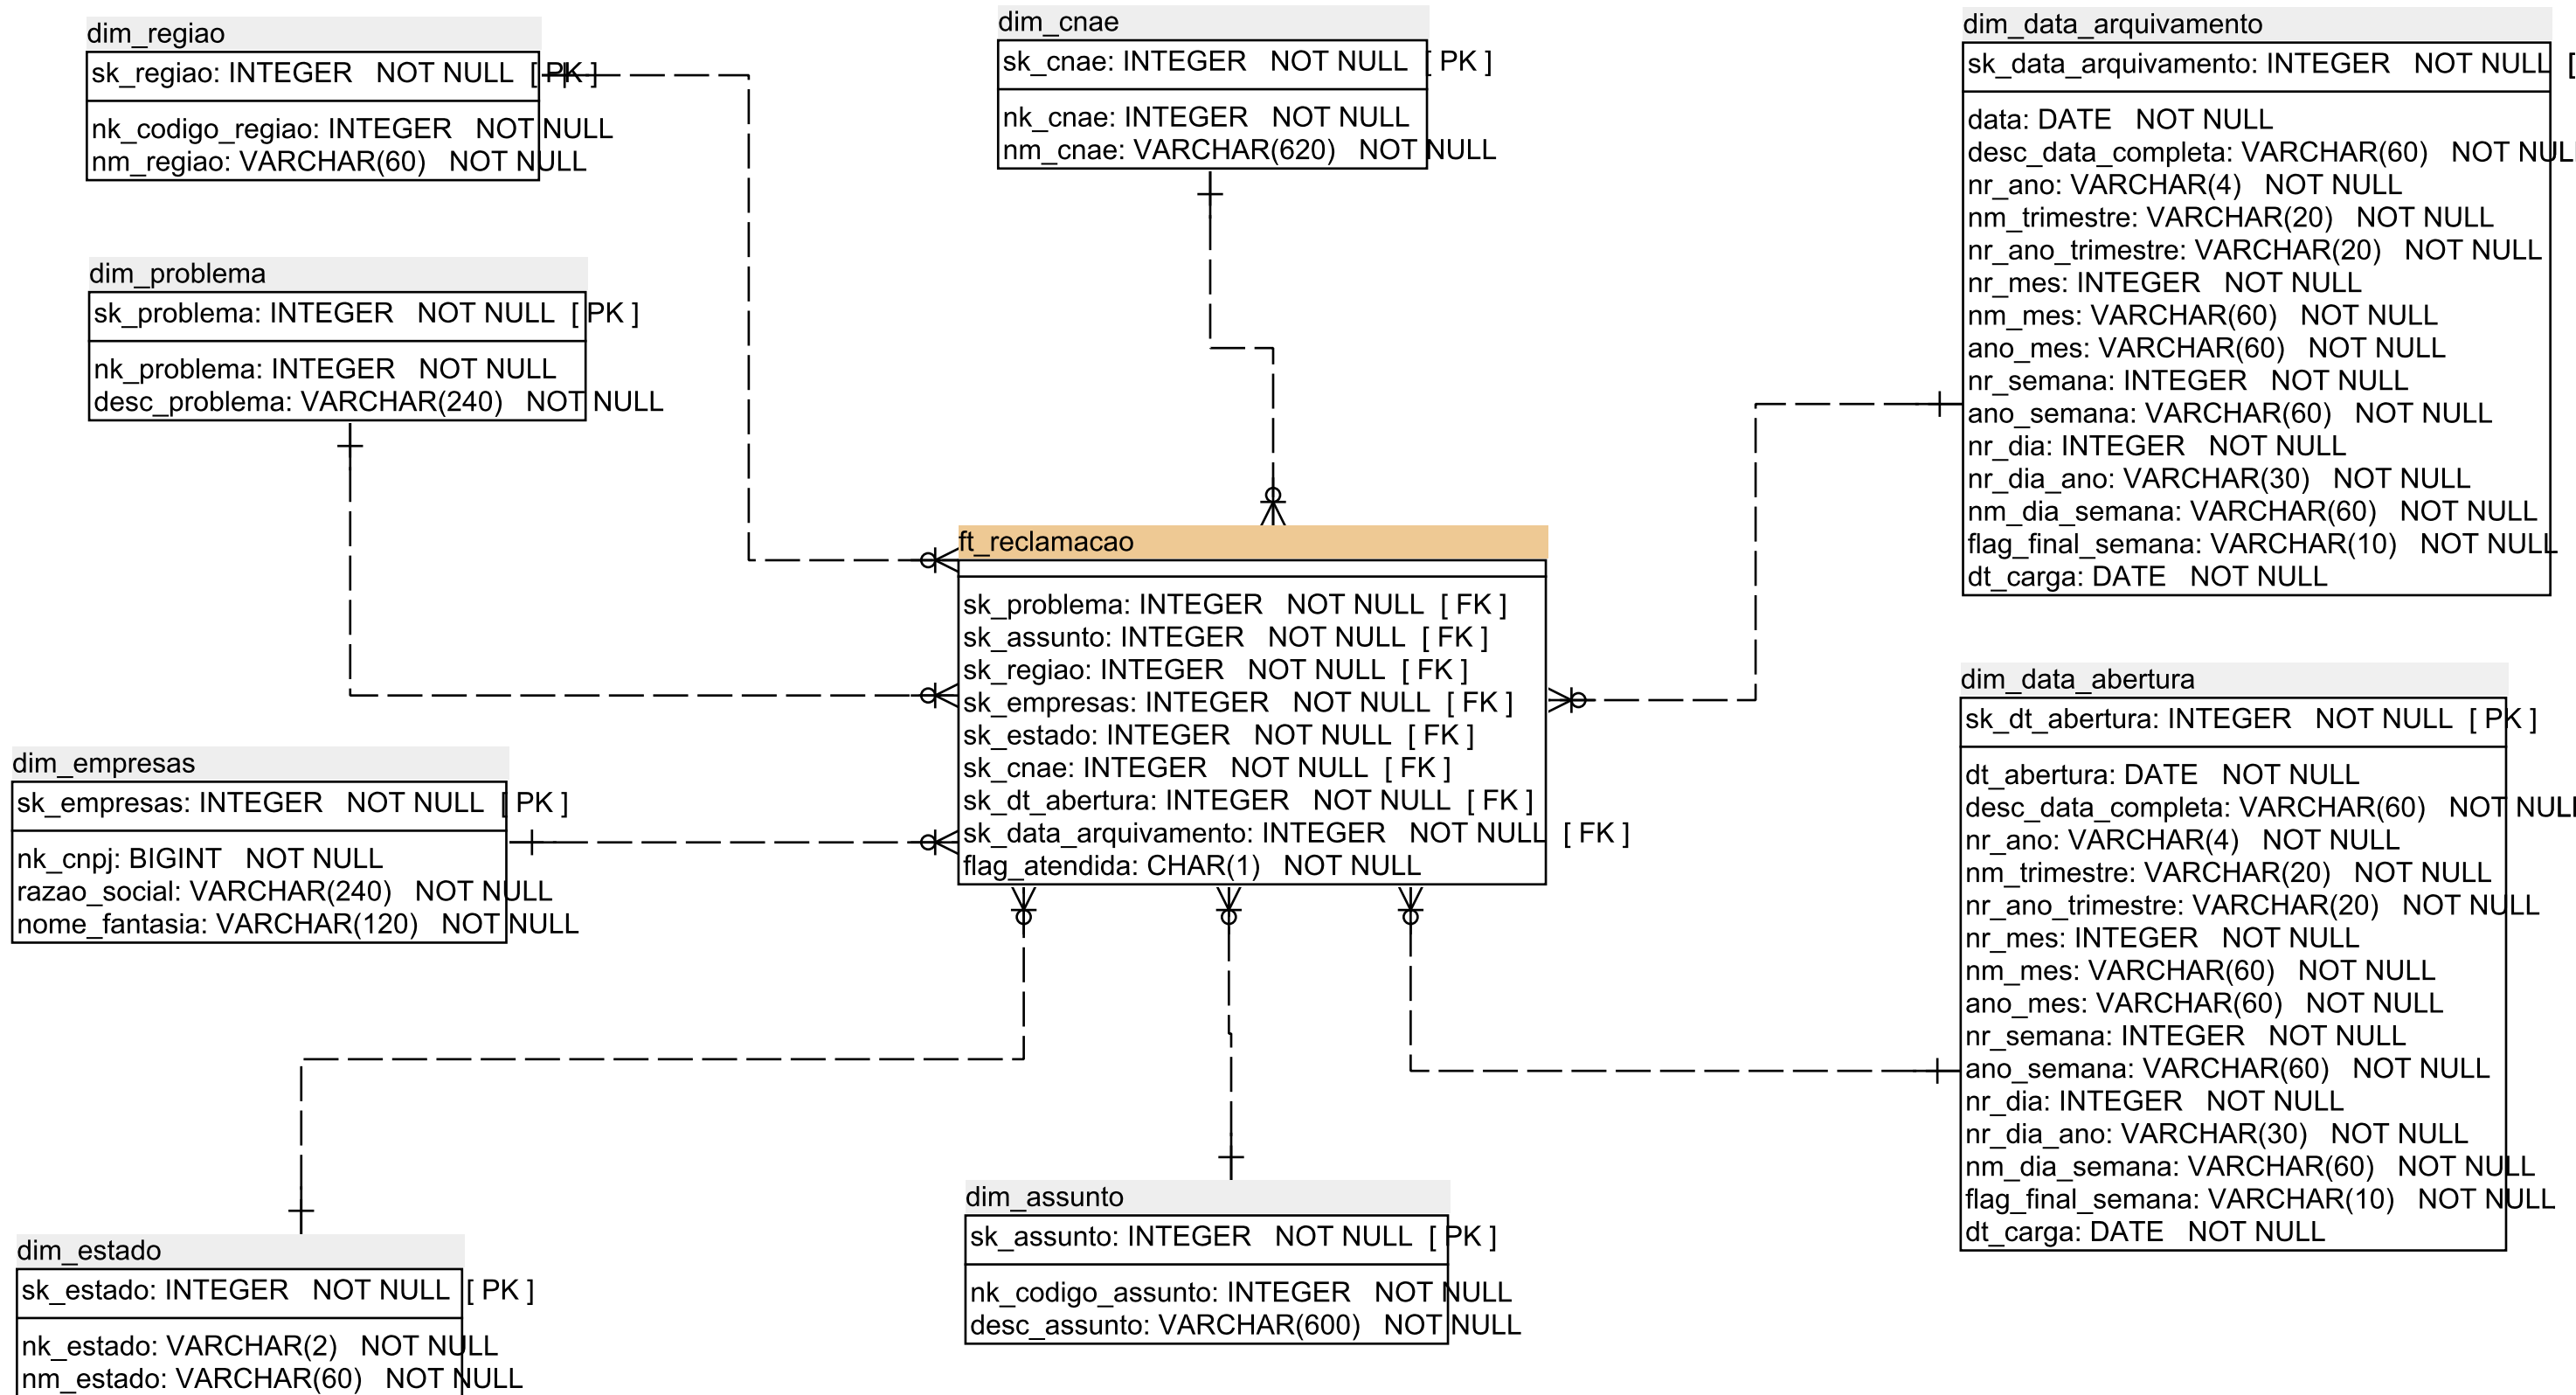 dim_regiao
sk_regiao: INTEGER NOT NULL [ PK ]
nk_codigo_regiao: INTEGER NOT NULL
nm_regiao: VARCHAR(60) NOT NULL
dim_cnae
sk_cnae: INTEGER NOT NULL [ PK ]
nk_cnae: INTEGER NOT NULL
nm_cnae: VARCHAR(620) NOT NULL
dim_data_arquivamento
sk_data_arquivamento: INTEGER NOT NULL [
data: DATE NOT NULL
desc_data_completa: VARCHAR(60) NOT NULL
nr_ano: VARCHAR(4) NOT NULL
nm_trimestre: VARCHAR(20) NOT NULL
nr_ano_trimestre: VARCHAR(20) NOT NULL
nr_mes: INTEGER NOT NULL
nm_mes: VARCHAR(60) NOT NULL
ano_mes: VARCHAR(60) NOT NULL
nr_semana: INTEGER NOT NULL
ano_semana: VARCHAR(60) NOT NULL
nr_dia: INTEGER NOT NULL
nr_dia_ano: VARCHAR(30) NOT NULL
nm_dia_semana: VARCHAR(60) NOT NULL
flag_final_semana: VARCHAR(10) NOT NULL
dt_carga: DATE NOT NULL
dim_problema
sk_problema: INTEGER NOT NULL [ PK ]
nk_problema: INTEGER NOT NULL
desc_problema: VARCHAR(240) NOT NULL
ft_reclamacao
sk_problema: INTEGER NOT NULL [ FK ]
sk_assunto: INTEGER NOT NULL [ FK ]
sk_regiao: INTEGER NOT NULL [ FK ]
sk_empresas: INTEGER NOT NULL [ FK ]
sk_estado: INTEGER NOT NULL [ FK ]
sk_cnae: INTEGER NOT NULL [ FK ]
sk_dt_abertura: INTEGER NOT NULL [ FK ]
sk_data_arquivamento: INTEGER NOT NULL [ FK ]
flag_atendida: CHAR(1) NOT NULL
dim_empresas
sk_empresas: INTEGER NOT NULL [ PK ]
nk_cnpj: BIGINT NOT NULL
razao_social: VARCHAR(240) NOT NULL
nome_fantasia: VARCHAR(120) NOT NULL
dim_data_abertura
sk_dt_abertura: INTEGER NOT NULL [ PK ]
dt_abertura: DATE NOT NULL
desc_data_completa: VARCHAR(60) NOT NULL
nr_ano: VARCHAR(4) NOT NULL
nm_trimestre: VARCHAR(20) NOT NULL
nr_ano_trimestre: VARCHAR(20) NOT NULL
nr_mes: INTEGER NOT NULL
nm_mes: VARCHAR(60) NOT NULL
ano_mes: VARCHAR(60) NOT NULL
nr_semana: INTEGER NOT NULL
ano_semana: VARCHAR(60) NOT NULL
nr_dia: INTEGER NOT NULL
nr_dia_ano: VARCHAR(30) NOT NULL
nm_dia_semana: VARCHAR(60) NOT NULL
flag_final_semana: VARCHAR(10) NOT NULL
dt_carga: DATE NOT NULL
dim_estado
sk_estado: INTEGER NOT NULL [ PK ]
nk_estado: VARCHAR(2) NOT NULL
nm_estado: VARCHAR(60) NOT NULL
dim_assunto
sk_assunto: INTEGER NOT NULL [ PK ]
nk_codigo_assunto: INTEGER NOT NULL
desc_assunto: VARCHAR(600) NOT NULL